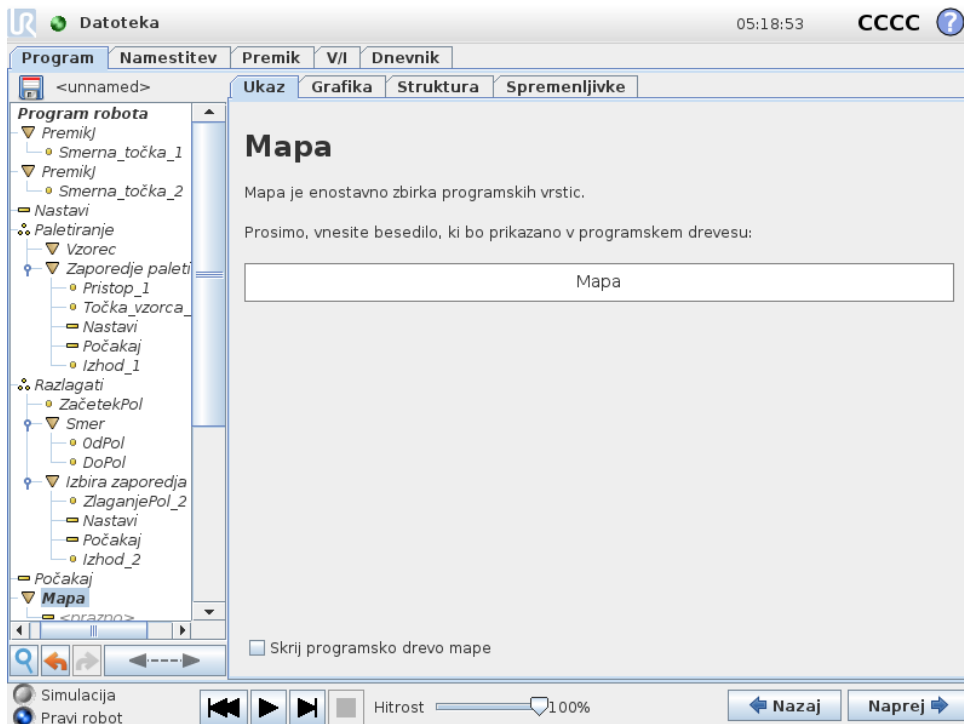 Datoteka
05:18:53
CCCC
Program
Namestitev
Premik
V/I
Dnevnik
<unnamed>
Ukaz
Grafika
Struktura
Spremenljivke
Program robota
PremikJ
Smerna_točka_1
PremikJ
Smerna_točka_2
Nastavi
Paletiranje
Vzorec
Zaporedje paleti
Pristop_1
Točka_vzorca_
Nastavi
Počakaj
Izhod_1
Razlagati
ZačetekPol
Smer
OdPol
DoPol
Izbira zaporedja
ZlaganjePol_2
Nastavi
Počakaj
Izhod_2
Počakaj
Mapa
<prazno>
Mapa
Mapa je enostavno zbirka programskih vrstic.
Prosimo, vnesite besedilo, ki bo prikazano v programskem drevesu:
Mapa
Skrij programsko drevo mape
Simulacija
Pravi robot
Hitrost
100%
Nazaj
Naprej